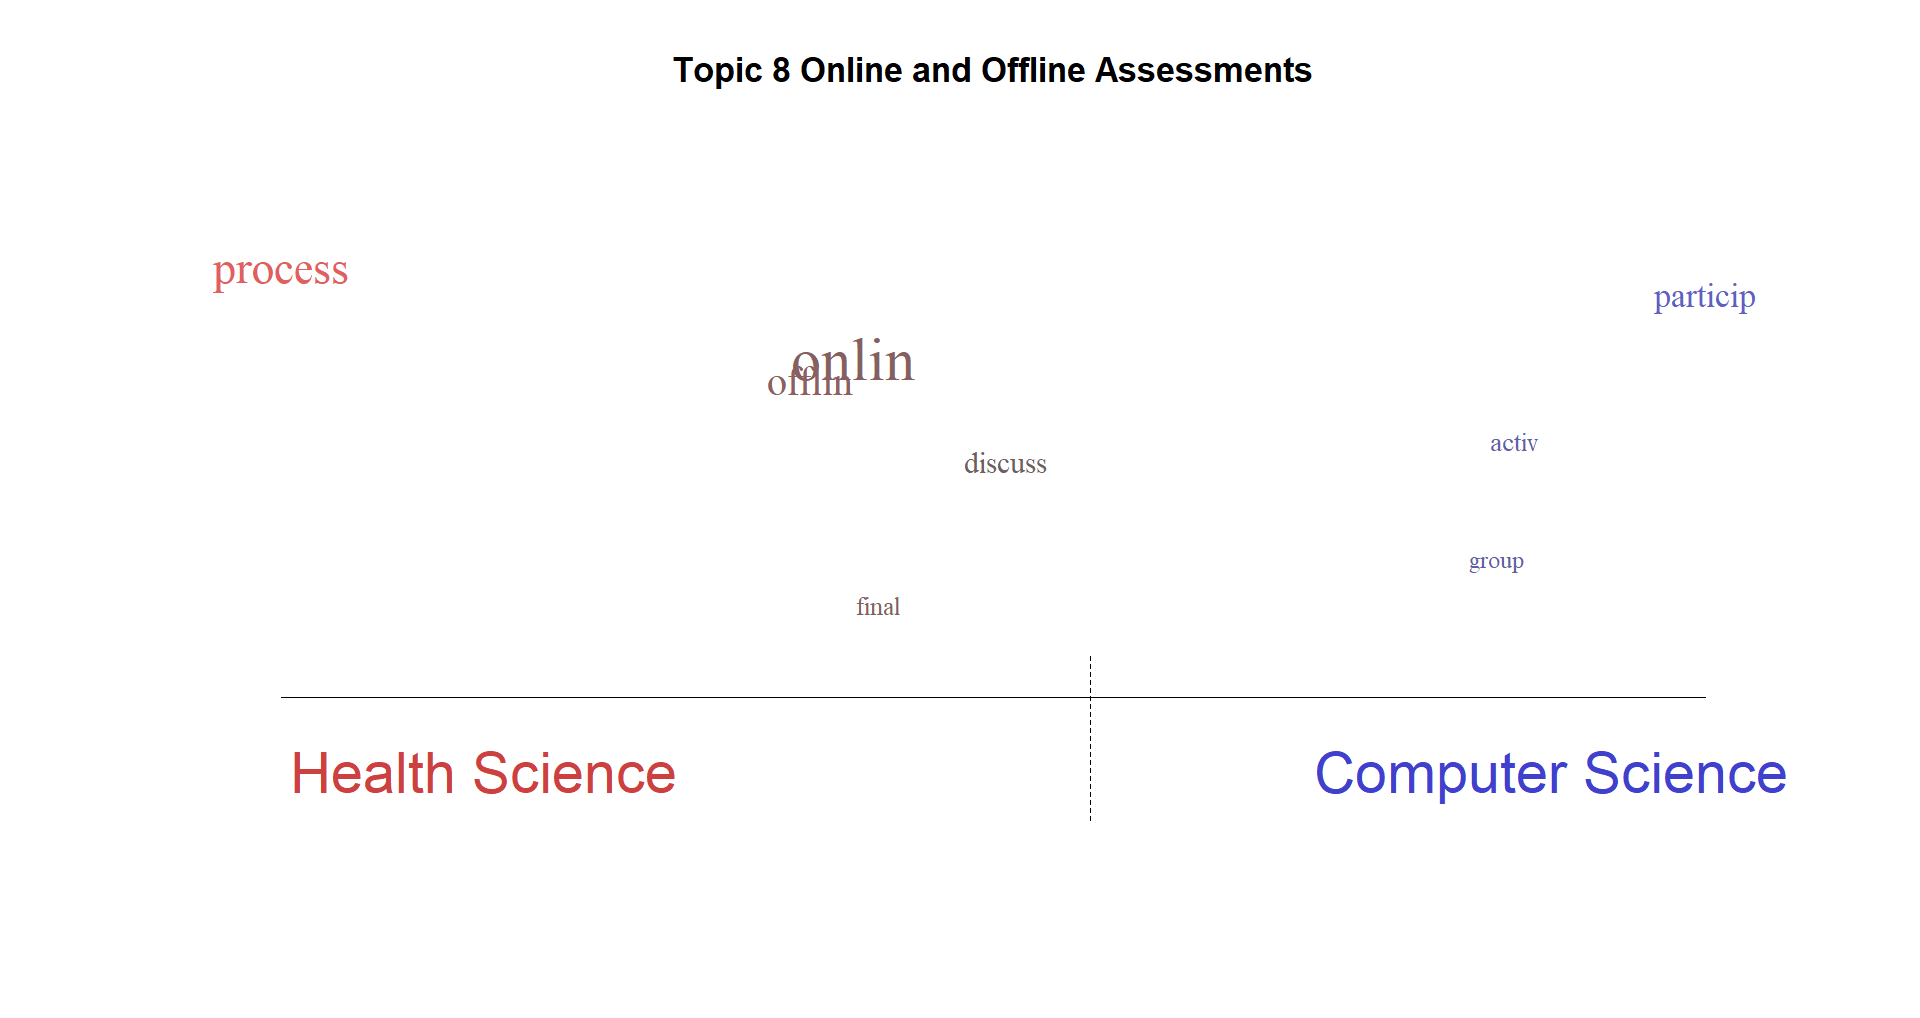 Topic 8 Online and Offline Assessments
process
particip
onlin
offlin
discuss
activ
group
final
Health Science
Computer Science